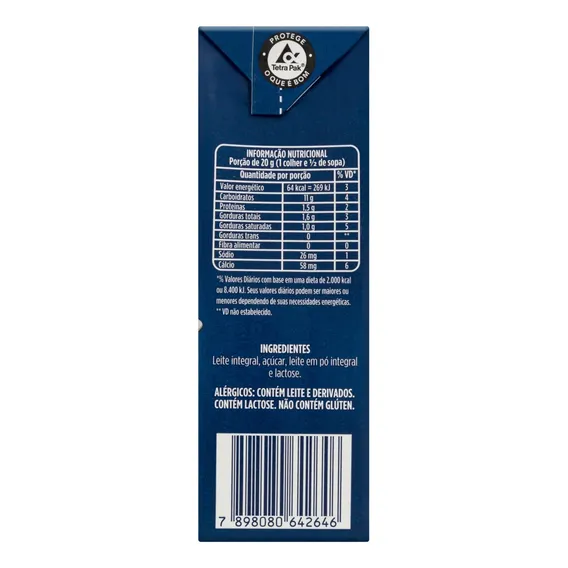 PROTEGE
Tetra Pak®
O QUE É BOM
INFORMAÇÃO NUTRICIONAL
Porção de 20 g (1 colher e ½ de sopa)
Quantidade por porção % VD*
Valor energético 64 kcal = 269 kJ 3
Carboidratos 11 g 4
Proteínas 1,5 g 2
Gorduras totais 1,6 g 3
Gorduras saturadas 1,0 g 5
Gorduras trans 0 **
Fibra alimentar 0 0
Sódio 26 mg 1
Cálcio 58 mg 6
*% Valores Diários com base em uma dieta de 2.000 kcal
ou 8.400 kJ. Seus valores diários podem ser maiores ou
menores dependendo de suas necessidades energéticas.
** VD não estabelecido.
INGREDIENTES
Leite integral, açúcar, leite em pó integral
e lactose.
ALÉRGICOS: CONTÉM LEITE E DERIVADOS.
CONTÉM LACTOSE. NÃO CONTÉM GLÚTEN.
7 898080 642646